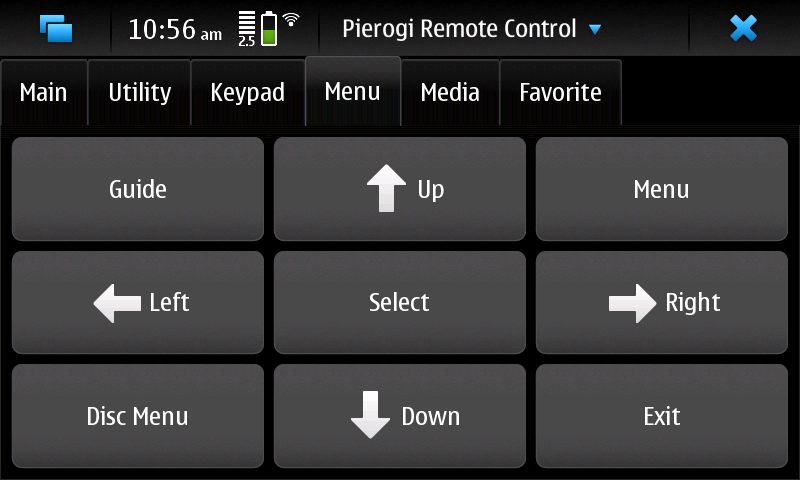 10:56 am 2.5 Pierogi Remote Control
Main Utility Keypad Menu Media Favorite
Guide Up Menu
Left Select Right
Disc Menu Down Exit